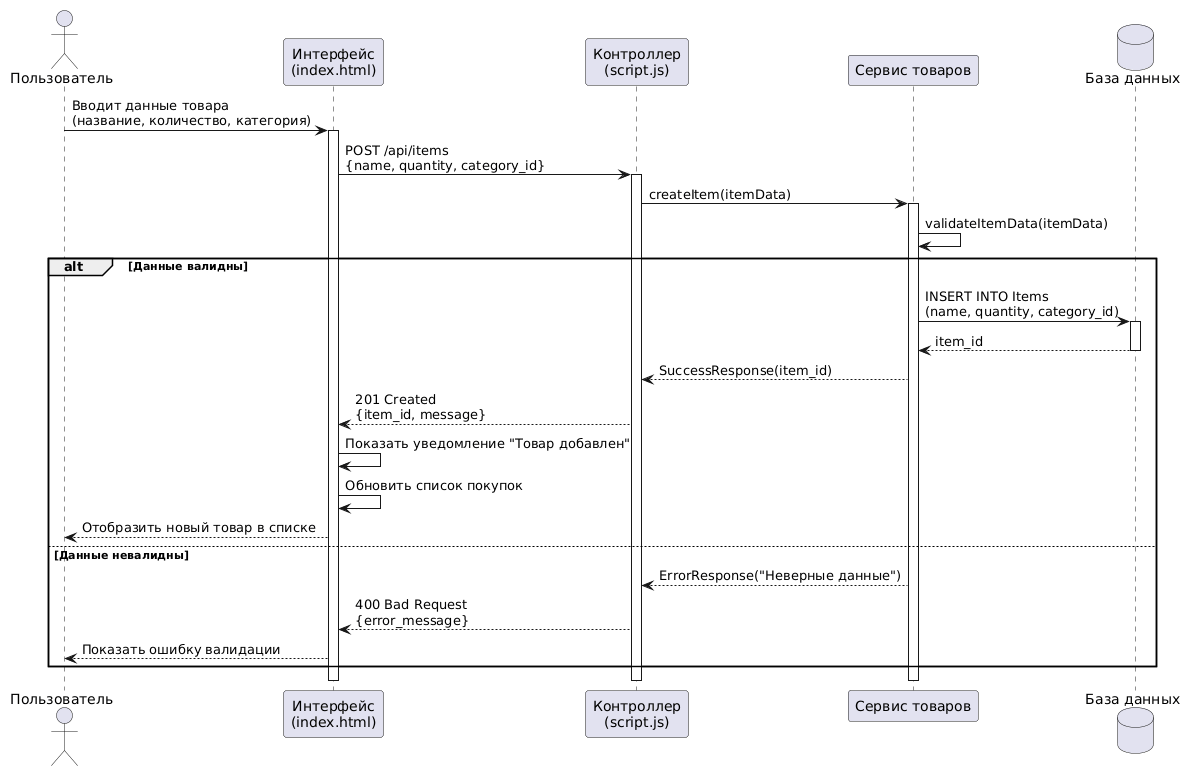 Пользователь
Интерфейс
(index.html)
Контроллер
(script.js)
Сервис товаров
База данных
Вводит данные товара
(название, количество, категория)
POST /api/items
{name, quantity, category_id}
createItem(itemData)
validateItemData(itemData)
alt
[Данные валидны]
INSERT INTO Items
(name, quantity, category_id)
item_id
SuccessResponse(item_id)
201 Created
{item_id, message}
Показать уведомление "Товар добавлен"
Обновить список покупок
Отобразить новый товар в списке
[Данные невалидны]
ErrorResponse("Неверные данные")
400 Bad Request
{error_message}
Показать ошибку валидации
Пользователь
Интерфейс
(index.html)
Контроллер
(script.js)
Сервис товаров
База данных